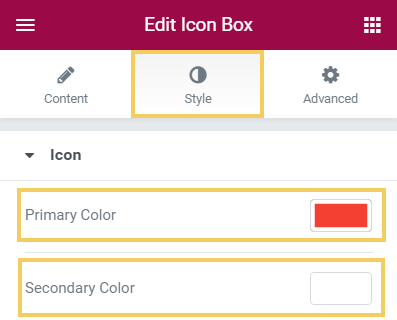 Edit Icon Box
Content Style Advanced
Icon
Primary Color
Secondary Color